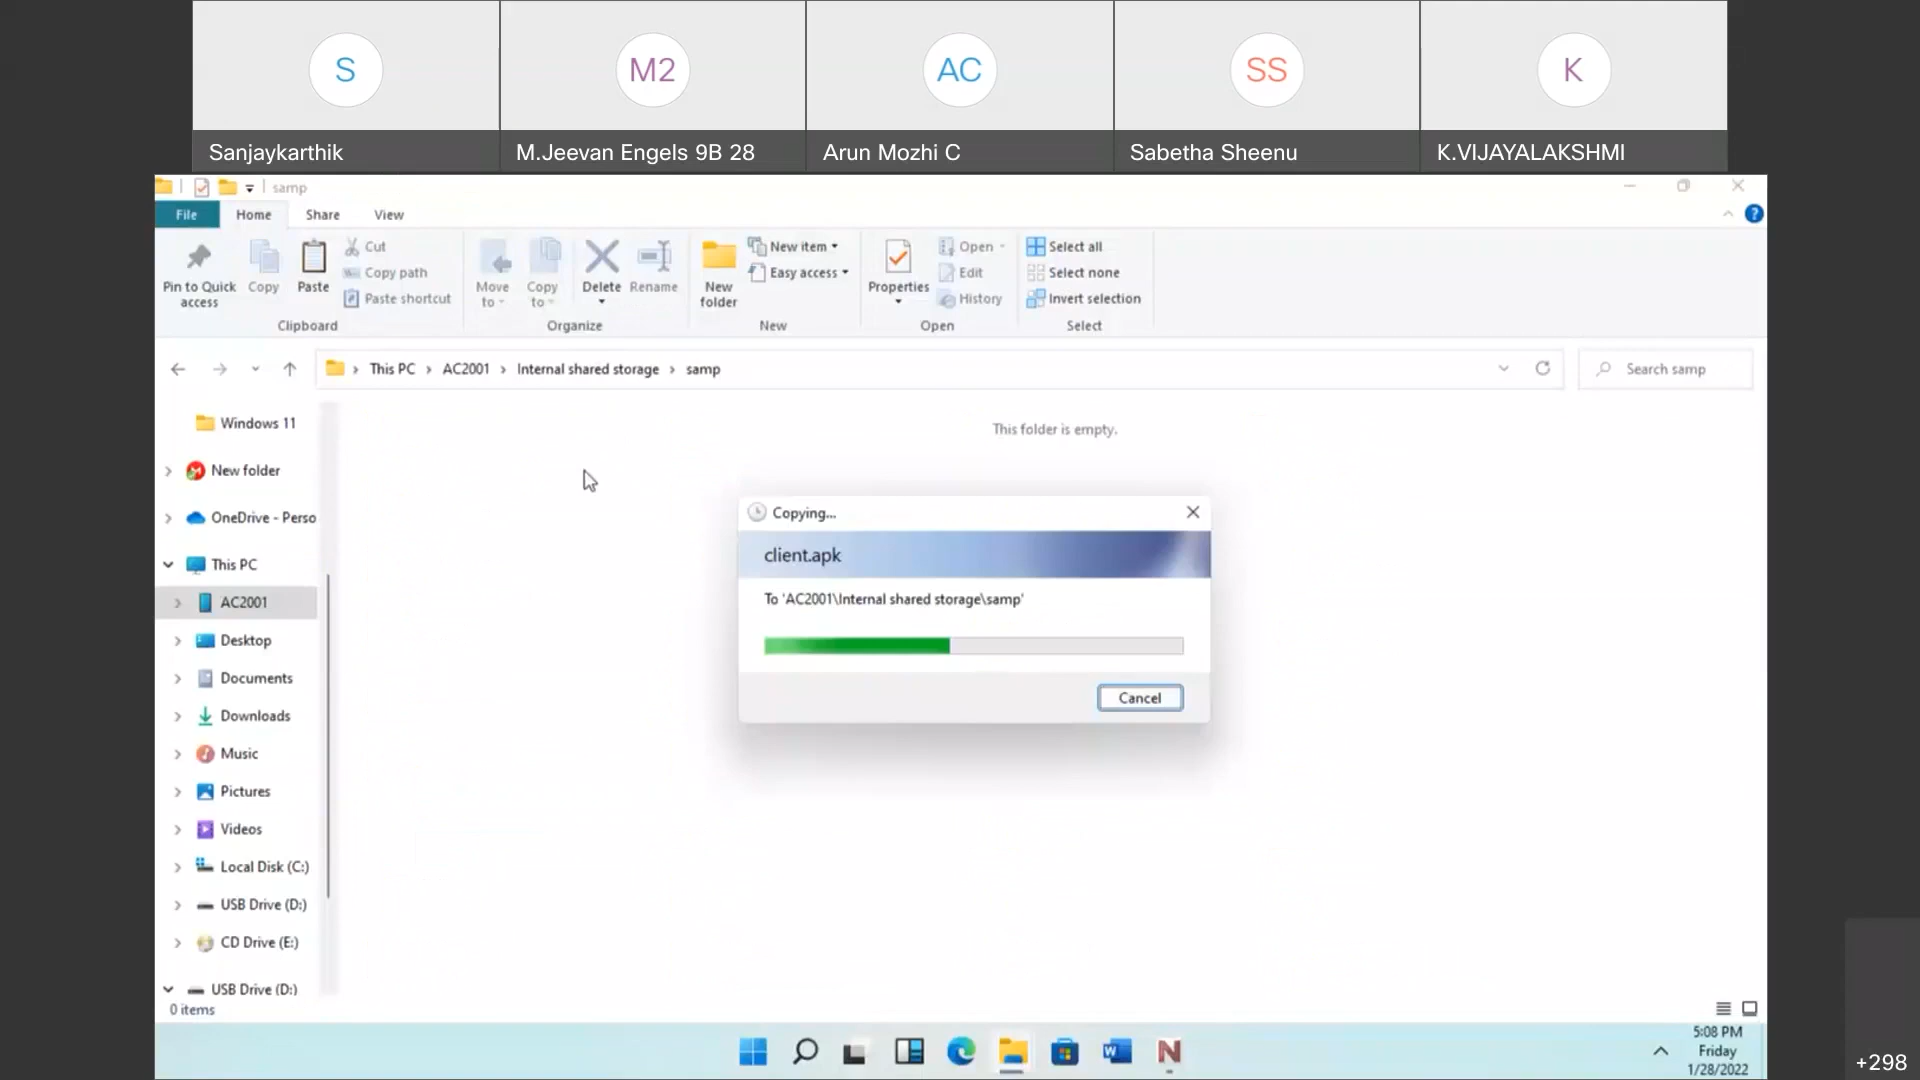 S
M2
AC
SS
K
Sanjaykarthik
M.Jeevan Engels 9B 28
Arun Mozhi C
Sabetha Sheenu
K.VIJAYALAKSHMI
samp
File
Home
Share
View
?
Pin to Quick
access
Copy
Paste
Cut
Copy path
Paste shortcut
Clipboard
Move
to
Copy
to
Delete
Rename
Organize
New
folder
New item
Easy access
New
Properties
Open
Edit
History
Open
Select all
Select none
Invert selection
Select
This PC > AC2001 > Internal shared storage > samp
Search samp
Windows 11
New folder
OneDrive - Perso
This PC
AC2001
Desktop
Documents
Downloads
Music
Pictures
Videos
Local Disk (C:)
USB Drive (D:)
CD Drive (E:)
USB Drive (D:)
0 items
This folder is empty.
Copying...
client.apk
To 'AC2001\Internal shared storage\samp'
Cancel
5:08 PM
Friday
1/28/2022
+298